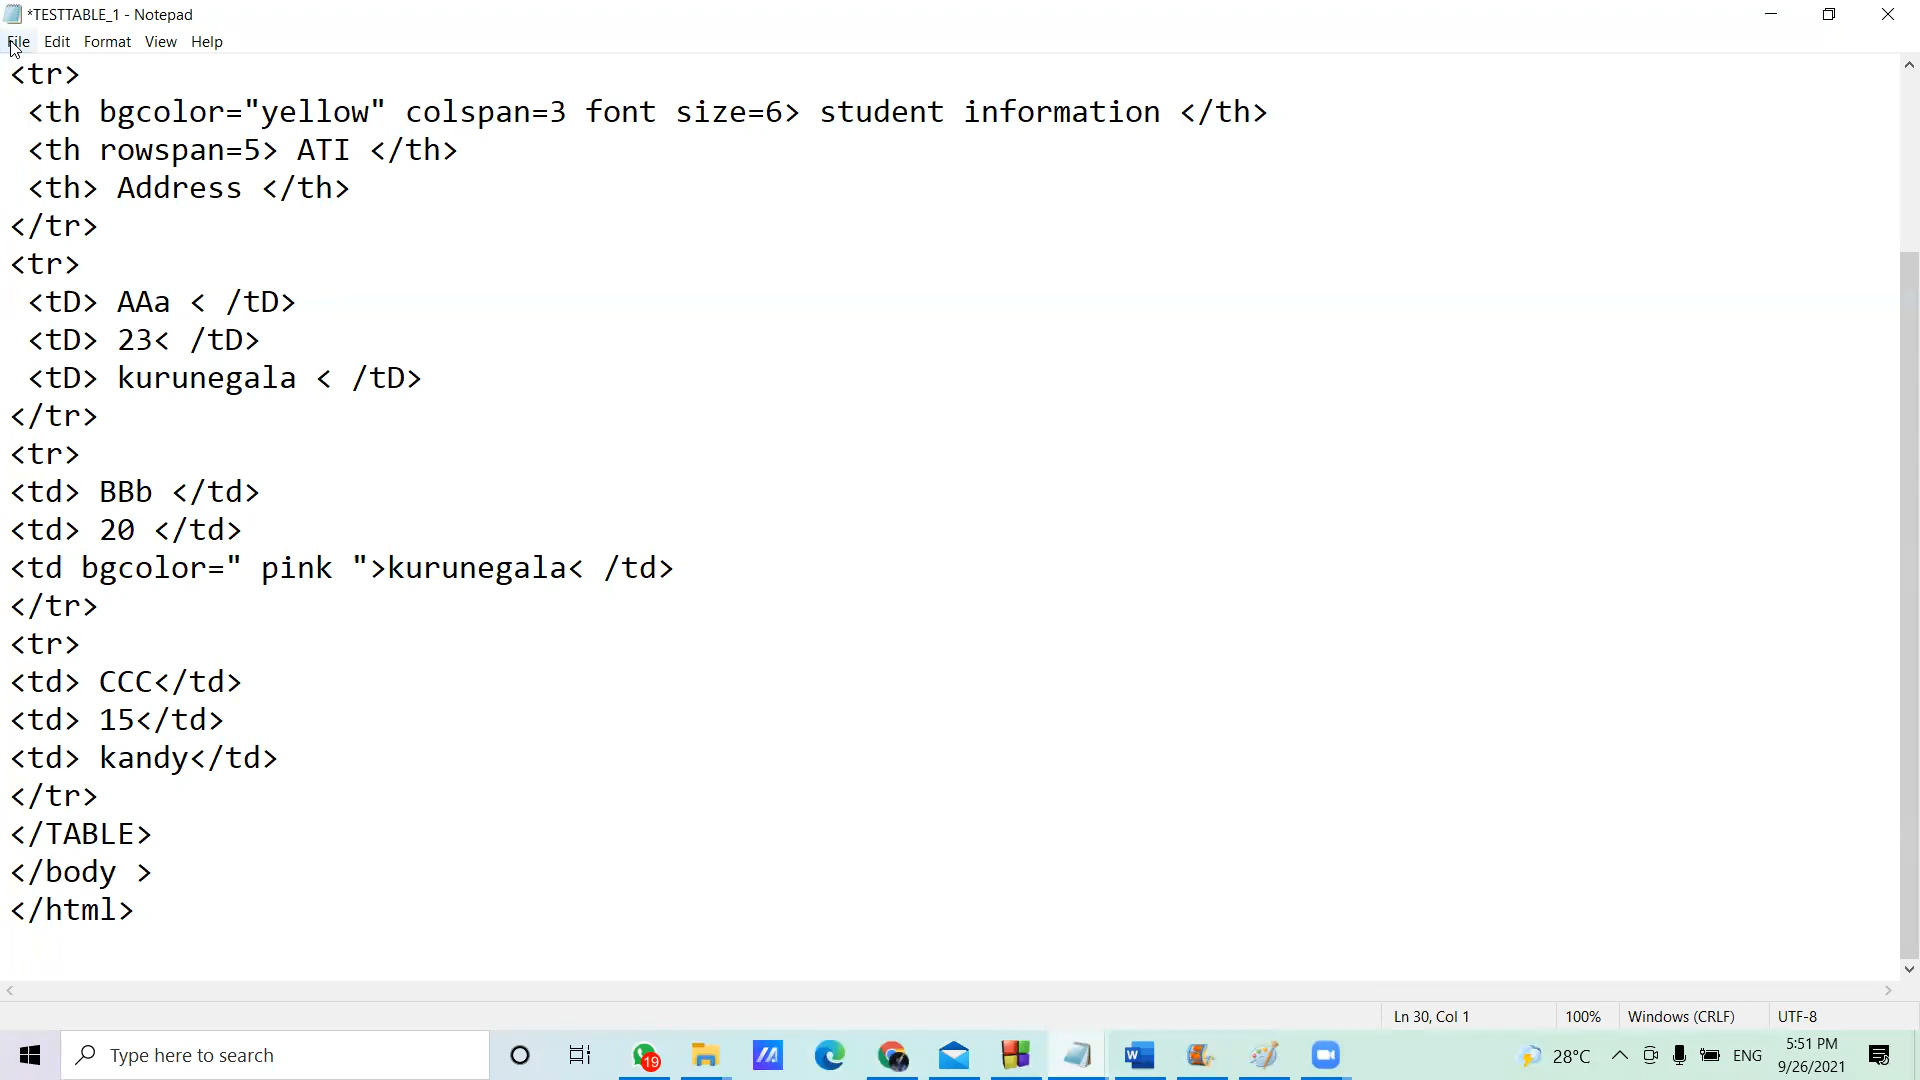 *TESTTABLE_1 - Notepad
File Edit Format View Help
<tr>
<th bgcolor="yellow" colspan=3 font size=6> student information </th>
<th rowspan=5> ATI </th>
<th> Address </th>
</tr>
<tr>
<tD> AAa < /tD>
<tD> 23< /tD>
<tD> kurunegala < /tD>
</tr>
<tr>
<td> BBb </td>
<td> 20 </td>
<td bgcolor=" pink ">kurunegala< /td>
</tr>
<tr>
<td> CCC</td>
<td> 15</td>
<td> kandy</td>
</tr>
</TABLE>
</body >
</html>
Ln 30, Col 1 100% Windows (CRLF) UTF-8
Type here to search 19 W 28°C ENG 5:51 PM
9/26/2021